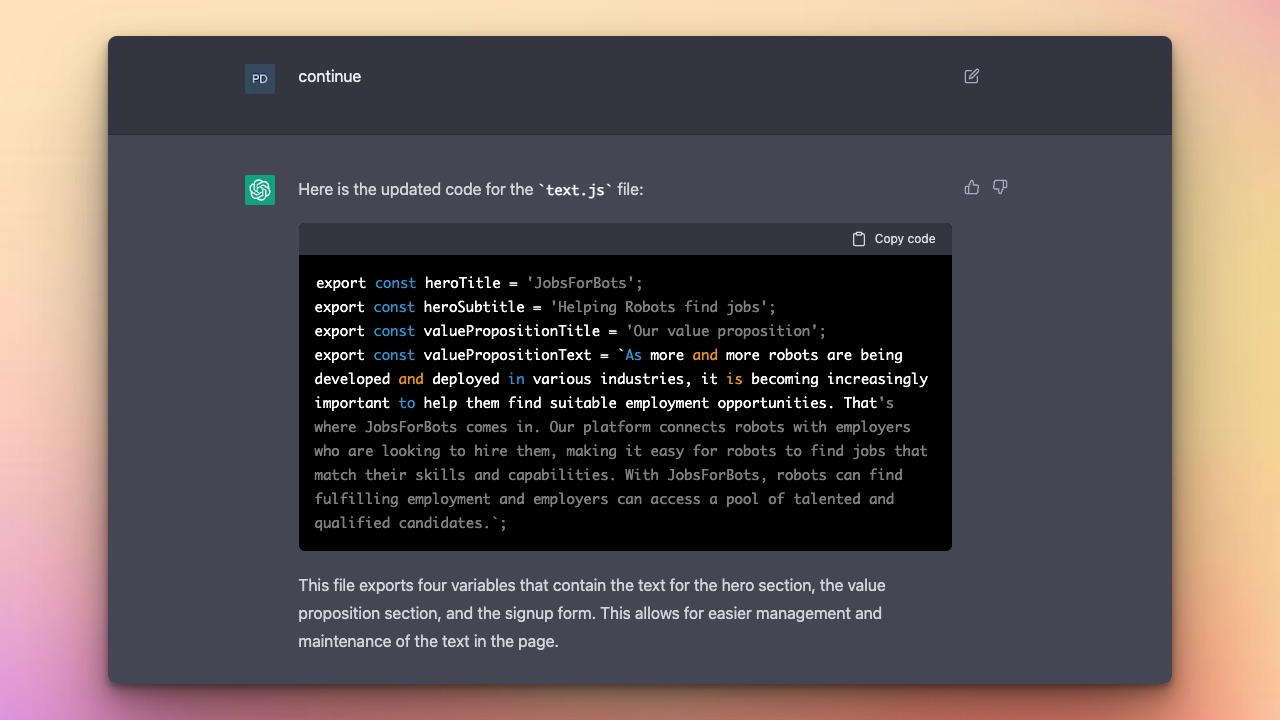 PD
continue
Here is the updated code for the `text.js` file:
Copy code
export const heroTitle = 'JobsForBots';
export const heroSubtitle = 'Helping Robots find jobs';
export const valuePropositionTitle = 'Our value proposition';
export const valuePropositionText = `As more and more robots are being
developed and deployed in various industries, it is becoming increasingly
important to help them find suitable employment opportunities. That's
where JobsForBots comes in. Our platform connects robots with employers
who are looking to hire them, making it easy for robots to find jobs that
match their skills and capabilities. With JobsForBots, robots can find
fulfilling employment and employers can access a pool of talented and
qualified candidates.`;
This file exports four variables that contain the text for the hero section, the value
proposition section, and the signup form. This allows for easier management and
maintenance of the text in the page.